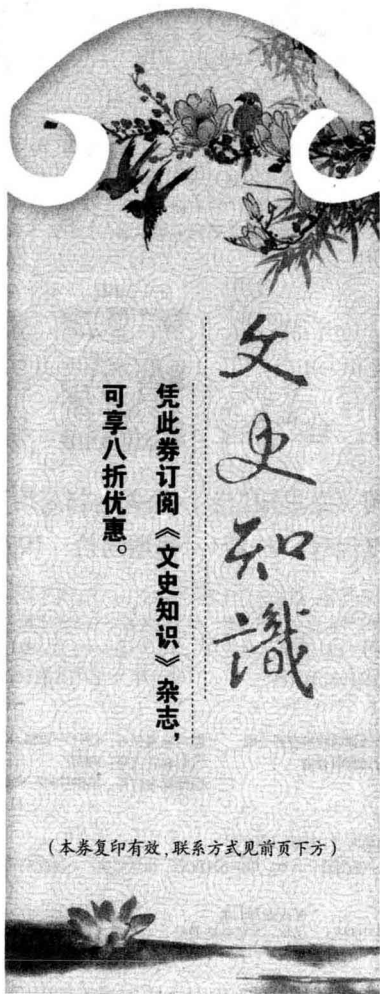 文史知識
凭此券订阅《文史知识》杂志，
可享八折优惠。
（本券复印有效，联系方式见前页下方）